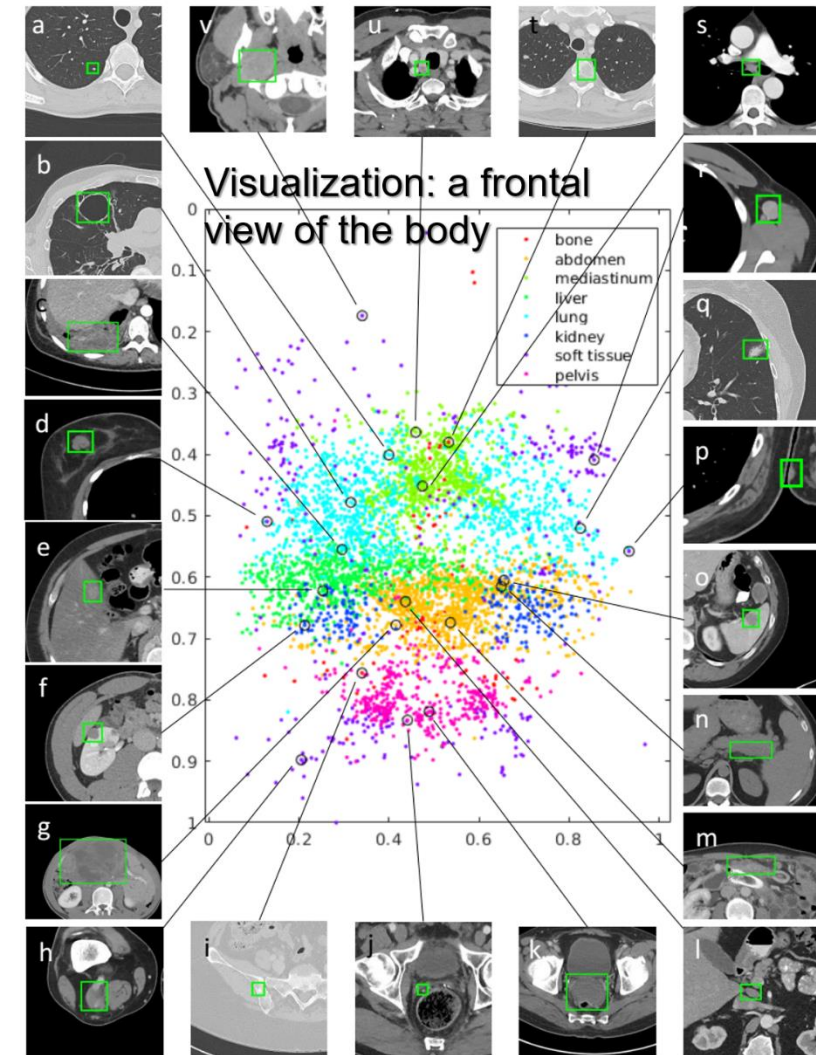 a
v
u
t
s
b
r
Visualization: a frontal
view of the body
c
q
d
p
e
o
f
n
g
m
h
i
j
k
l
0
0.1
0.2
0.3
0.4
0.5
0.6
0.7
0.8
0.9
1
0
0.2
0.4
0.6
0.8
1
bone
abdomen
mediastinum
liver
lung
kidney
soft tissue
pelvis